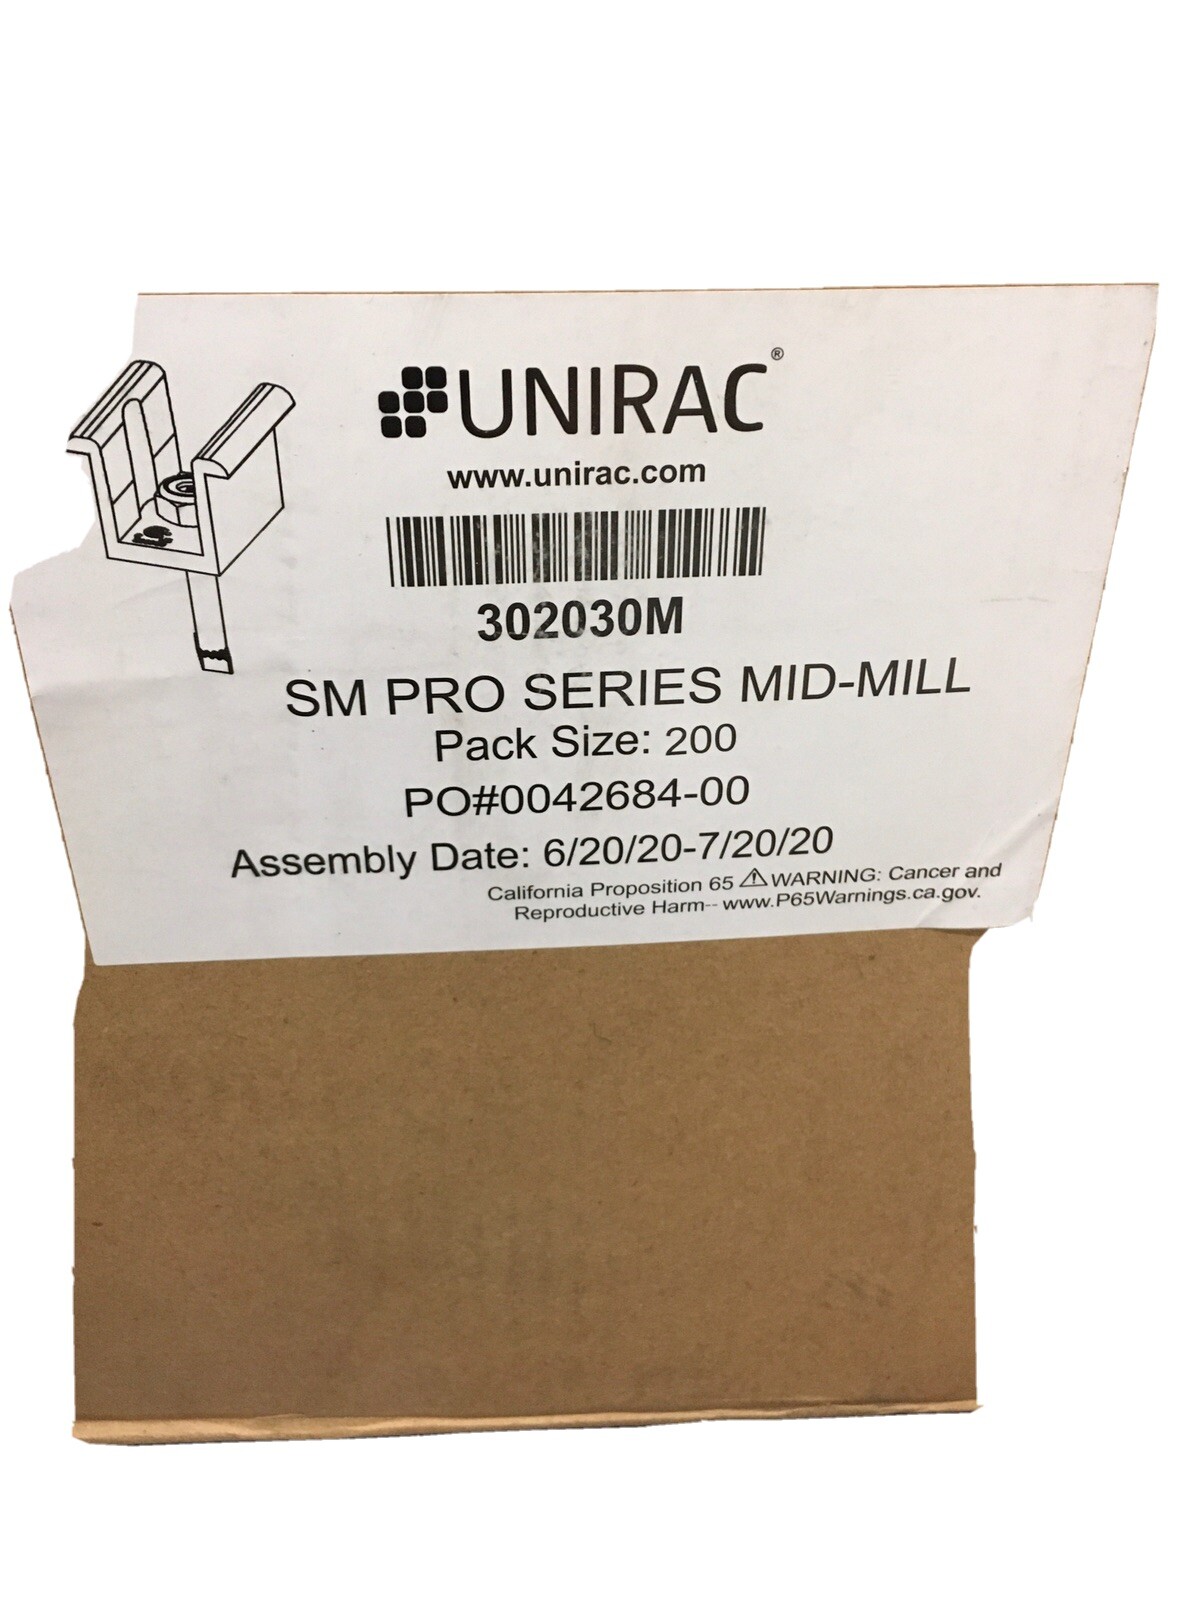 UNIRAC®
www.unirac.com
302030M
SM PRO SERIES MID-MILL
Pack Size: 200
PO#0042684-00
Assembly Date: 6/20/20-7/20/20
California Proposition 65 ⚠WARNING: Cancer and
Reproductive Harm-- www.P65Warnings.ca.gov.